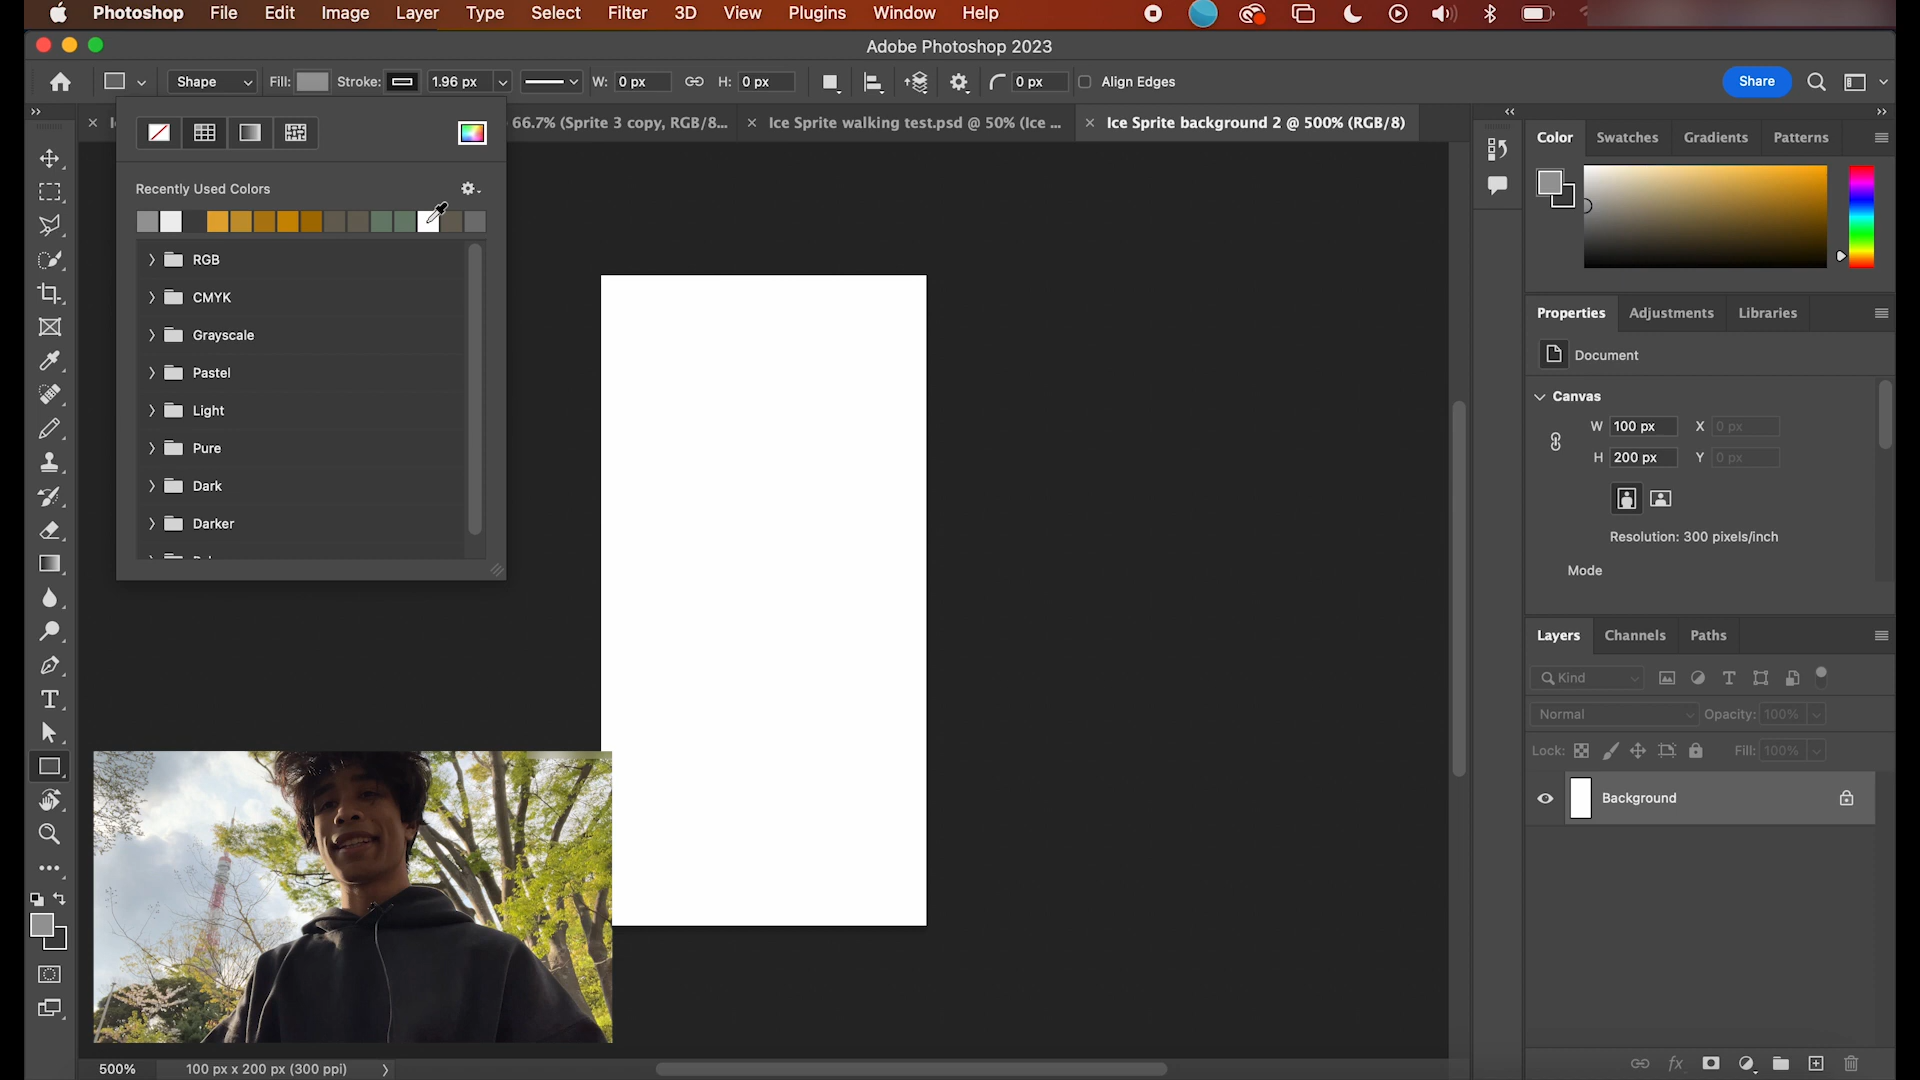 Photoshop File Edit Image Layer Type Select Filter 3D View Plugins Window Help
Adobe Photoshop 2023
Shape Fill: Stroke: 1.96 px W: 0 px H: 0 px 0 px Align Edges Share
66.7% (Sprite 3 copy, RGB/8... Ice Sprite walking test.psd @ 50% (Ice ... Ice Sprite background 2 @ 500% (RGB/8)
Color Swatches Gradients Patterns
Recently Used Colors
RGB
CMYK
Grayscale
Pastel
Light
Pure
Dark
Darker
Properties Adjustments Libraries
Document
Canvas
W 100 px X 0 px
H 200 px Y 0 px
Resolution: 300 pixels/inch
Mode
Layers Channels Paths
Kind
Normal Opacity: 100%
Lock: Fill: 100%
Background
500% 100 px x 200 px (300 ppi)